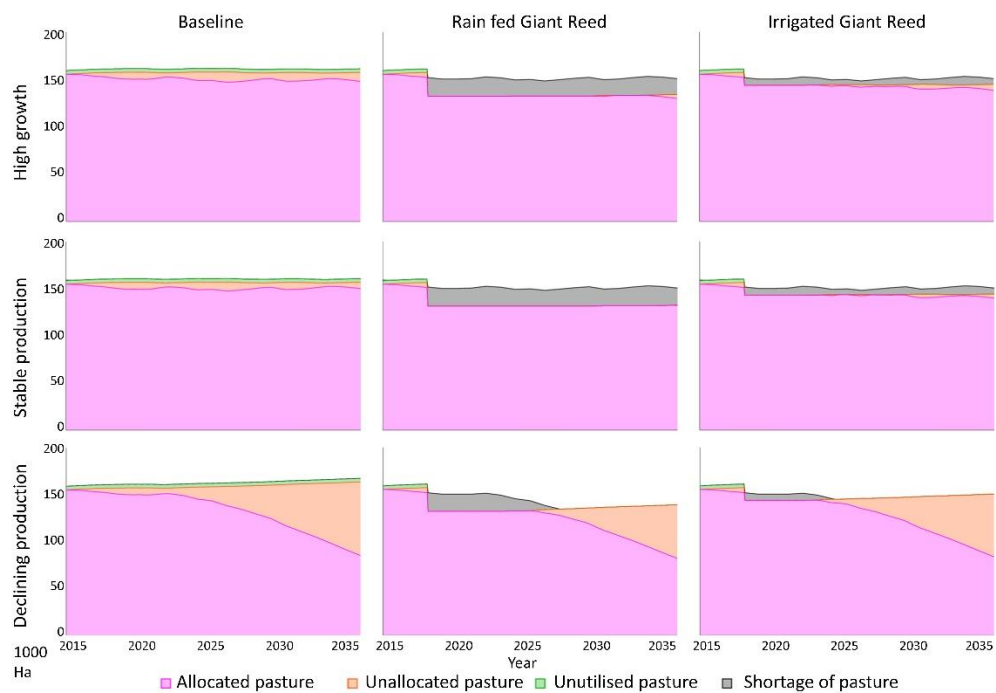 Baseline Rain fed Giant Reed Irrigated Giant Reed
High growth
200
150
100
50
0
Stable production
200
150
100
50
0
Declining production
200
150
100
50
0
2015 2020 2025 2030 2035 2015 2020 2025 2030 2035 2015 2020 2025 2030 2035
1000
Ha
Year
Allocated pasture Unallocated pasture Unutilised pasture Shortage of pasture